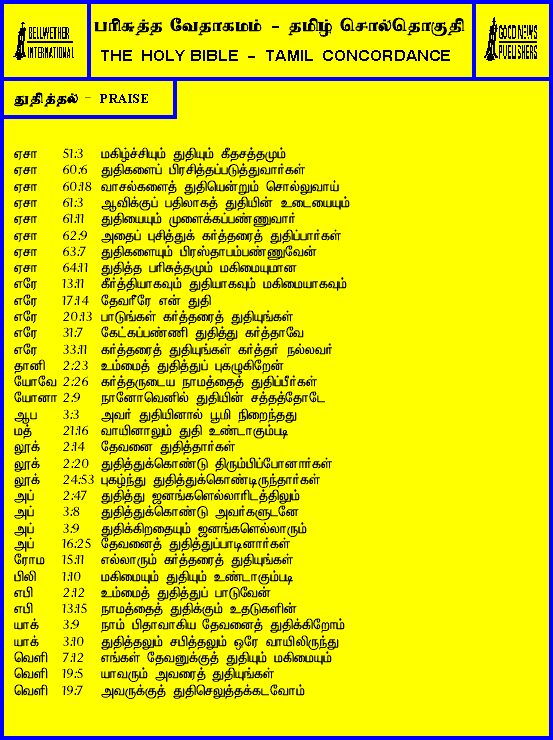 BELLWETHER
INTERNATIONAL
பரிசுத்த வேதாகமம் - தமிழ் சொல்தொகுதி
THE HOLY BIBLE - TAMIL CONCORDANCE
GOOD NEWS
PUBLISHERS
துதித்தல் - PRAISE
ஏசா 51:3 மகிழ்ச்சியும் துதியும் கீதசத்தமும்
ஏசா 60:6 துதிகளைப் பிரசித்தப்படுத்துவார்கள்
ஏசா 60:18 வாசல்களைத் துதியென்றும் சொல்லுவாய்
ஏசா 61:3 ஆவிக்குப் பதிலாகத் துதியின் உடையையும்
ஏசா 61:11 துதியையும் முளைக்கப்பண்ணுவார்
ஏசா 62:9 அதைப் புசித்துக் கர்த்தரைத் துதிப்பார்கள்
ஏசா 63:7 துதிகளையும் பிரஸ்தாபம்பண்ணுவேன்
ஏசா 64:11 துதித்த பரிசுத்தமும் மகிமையுமான
எரே 13:11 கீர்த்தியாகவும் துதியாகவும் மகிமையாகவும்
எரே 17:14 தேவரீரே என் துதி
எரே 20:13 பாடுங்கள் கர்த்தரைத் துதியுங்கள்
எரே 31:7 கேட்கப்பண்ணி துதித்து கர்த்தாவே
எரே 33:11 கர்த்தரைத் துதியுங்கள் கர்த்தர் நல்லவர்
தானி 2:23 உம்மைத் துதித்துப் புகழுகிறேன்
யோவே 2:26 கர்த்தருடைய நாமத்தைத் துதிப்பீர்கள்
யோனா 2:9 நானோவெனில் துதியின் சத்தத்தோடே
ஆப 3:3 அவர் துதியினால் பூமி நிறைந்தது
மத் 21:16 வாயினாலும் துதி உண்டாகும்படி
லூக் 2:14 தேவனை துதித்தார்கள்
லூக் 2:20 துதித்துக்கொண்டு திரும்பிப்போனார்கள்
லூக் 24:53 புகழ்ந்து துதித்துக்கொண்டிருந்தார்கள்
அப் 2:47 துதித்து ஜனங்களெல்லாரிடத்திலும்
அப் 3:8 துதித்துக்கொண்டு அவர்களுடனே
அப் 3:9 துதிக்கிறதையும் ஜனங்களெல்லாரும்
அப் 16:25 தேவனைத் துதித்துப்பாடினார்கள்
ரோம 15:11 எல்லாரும் கர்த்தரைத் துதியுங்கள்
பிலி 1:10 மகிமையும் துதியும் உண்டாகும்படி
எபி 2:12 உம்மைத் துதித்துப் பாடுவேன்
எபி 13:15 நாமத்தைத் துதிக்கும் உதடுகளின்
யாக் 3:9 நாம் பிதாவாகிய தேவனைத் துதிக்கிறோம்
யாக் 3:10 துதித்தலும் சபித்தலும் ஒரே வாயிலிருந்து
வெளி 7:12 எங்கள் தேவனுக்குத் துதியும் மகிமையும்
வெளி 19:5 யாவரும் அவரைத் துதியுங்கள்
வெளி 19:7 அவருக்குத் துதிசெலுத்தக்கடவோம்